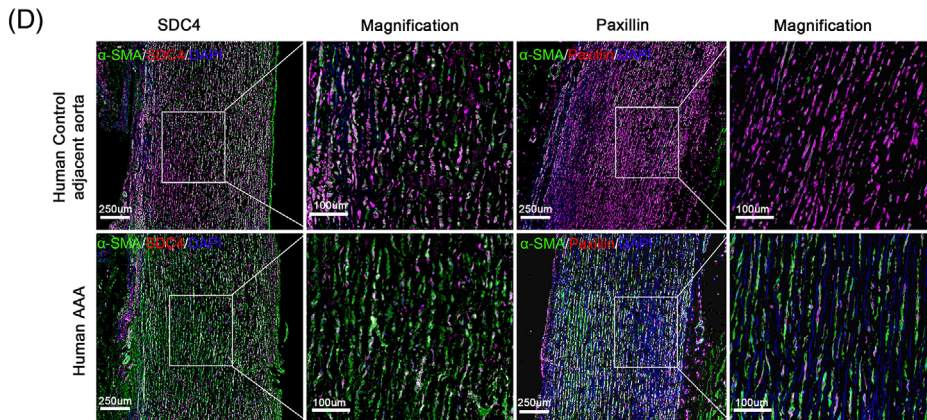 (D)
SDC4 Magnification Paxillin Magnification
Human Control
adjacent aorta
α-SMA/SDC4/DAPI
250um
100um
α-SMA/Paxillin/DAPI
250um
100um
Human AAA
α-SMA/SDC4/DAPI
250um
100um
α-SMA/Paxillin/DAPI
250um
100um